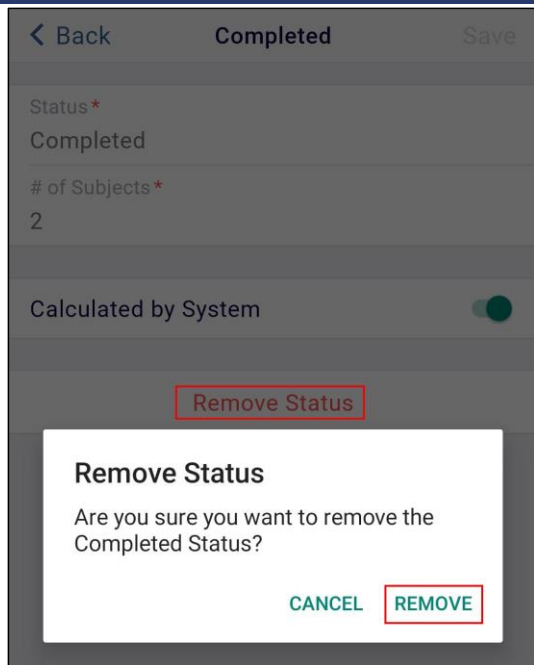 Back Completed Save
Status*
Completed
# of Subjects*
2
Calculated by System
Remove Status
Remove Status
Are you sure you want to remove the
Completed Status?
CANCEL REMOVE